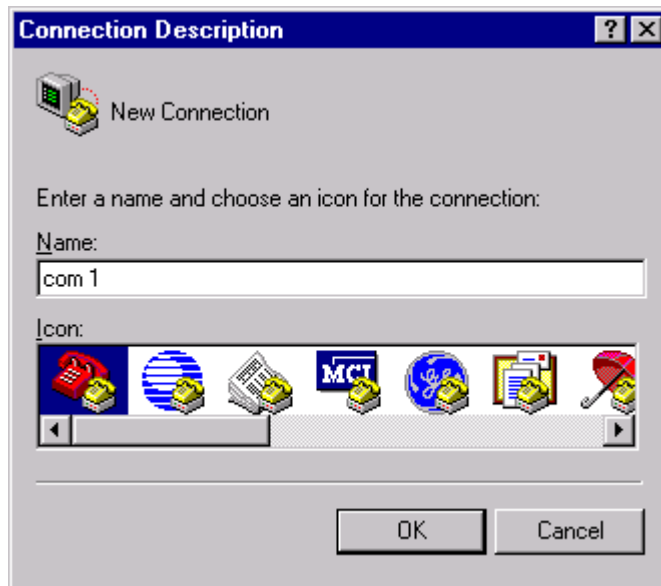 Connection Description
New Connection
Enter a name and choose an icon for the connection:
Name:
com 1
Icon:
MCI
OK Cancel